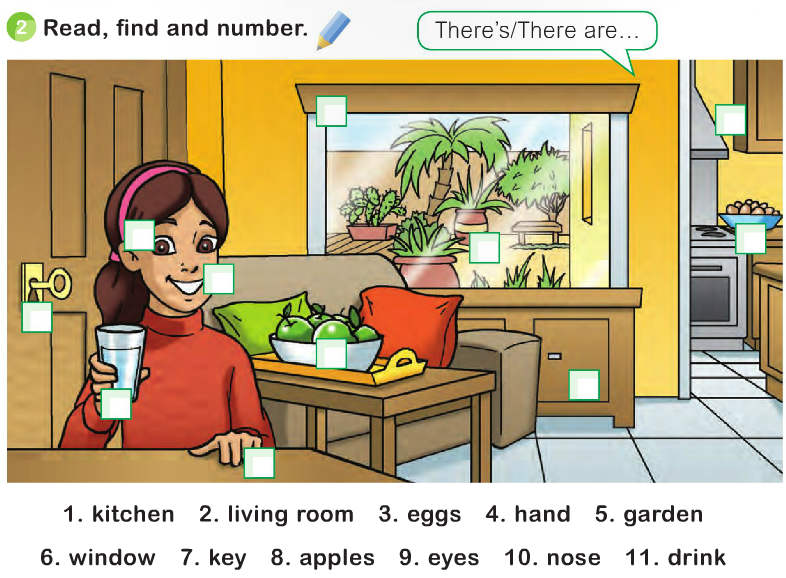 2 Read, find and number.
There's/There are...
1. kitchen 2. living room 3. eggs 4. hand 5. garden
6. window 7. key 8. apples 9. eyes 10. nose 11. drink